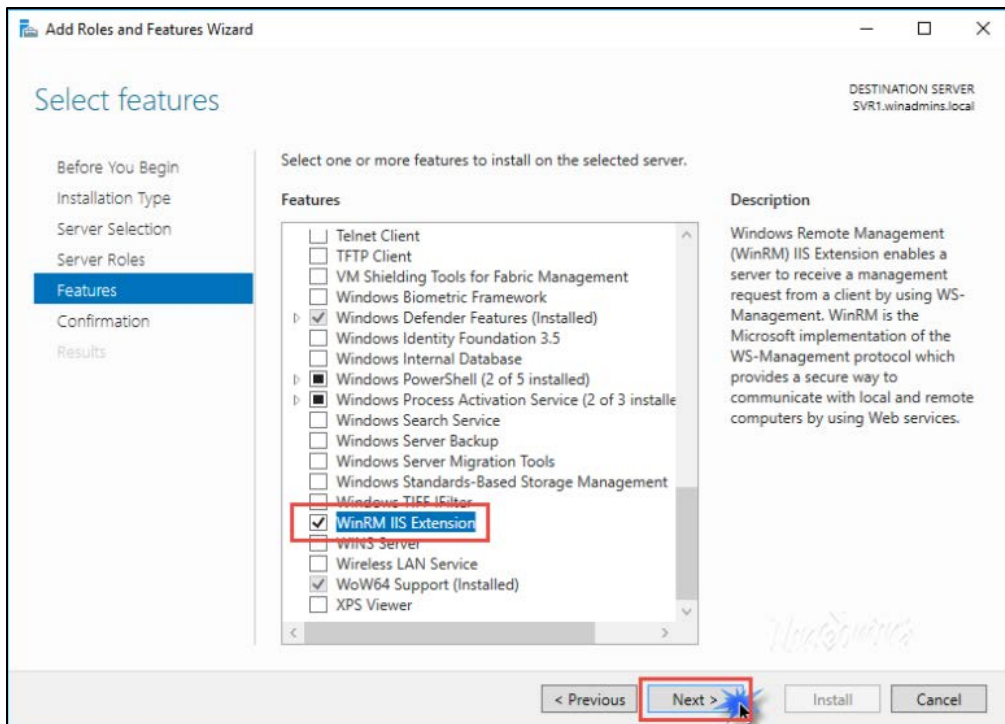 Add Roles and Features Wizard
Select features
DESTINATION SERVER
SVR1.winadmins.local
Before You Begin
Installation Type
Server Selection
Server Roles
Features
Confirmation
Results
Select one or more features to install on the selected server.
Features
Telnet Client
TFTP Client
VM Shielding Tools for Fabric Management
Windows Biometric Framework
Windows Defender Features (Installed)
Windows Identity Foundation 3.5
Windows Internal Database
Windows PowerShell (2 of 5 installed)
Windows Process Activation Service (2 of 3 installe
Windows Search Service
Windows Server Backup
Windows Server Migration Tools
Windows Standards-Based Storage Management
Windows TIFF IFilter
WinRM IIS Extension
WINS Server
Wireless LAN Service
WoW64 Support (Installed)
XPS Viewer
Description
Windows Remote Management
(WinRM) IIS Extension enables a
server to receive a management
request from a client by using WS-
Management. WinRM is the
Microsoft implementation of the
WS-Management protocol which
provides a secure way to
communicate with local and remote
computers by using Web services.
< Previous
Next >
Install
Cancel